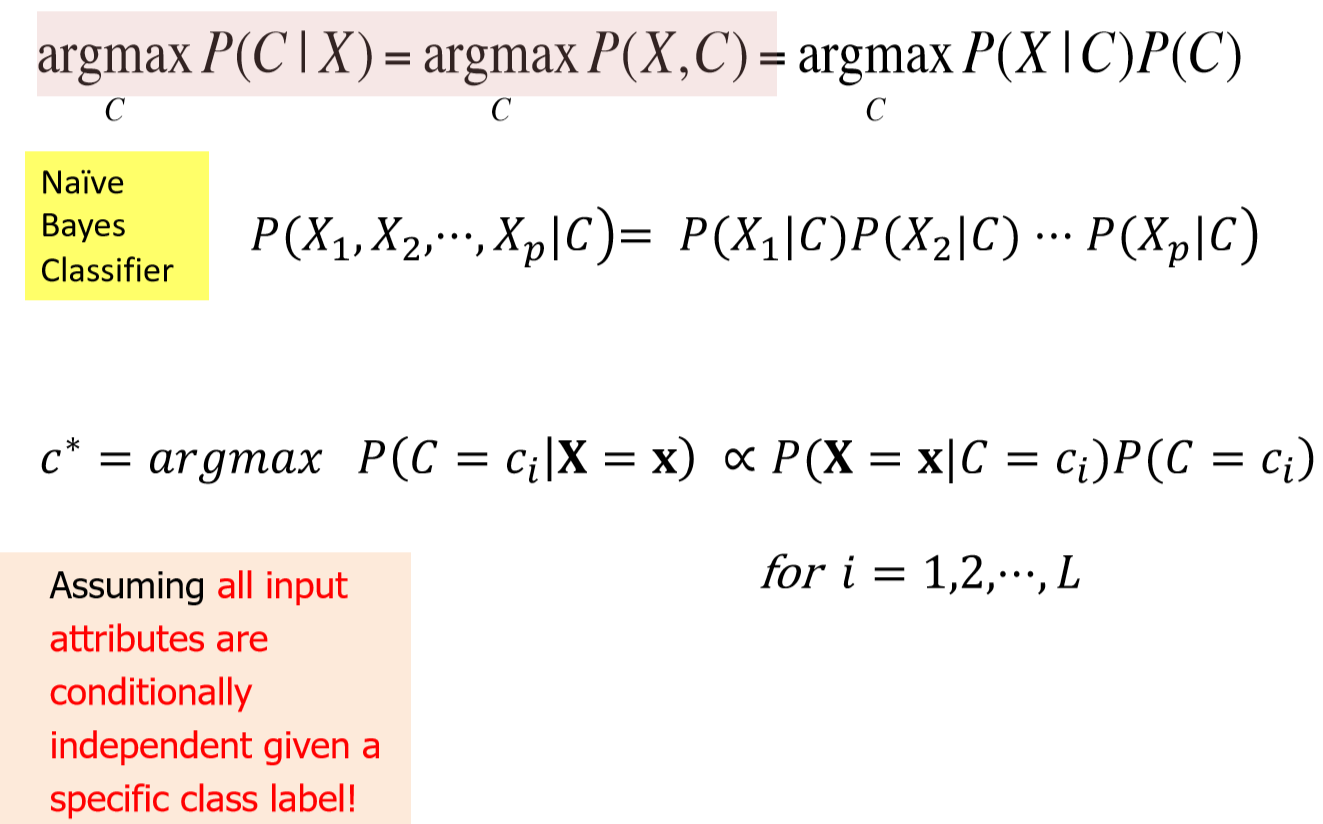 argmax P(C | X) = argmax P(X,C) = argmax P(X | C)P(C)
C C C
Naïve
Bayes
Classifier
P(X₁, X₂,⋯, Xₚ|C)= P(X₁|C)P(X₂|C) ⋯ P(Xₚ|C)
c* = argmax P(C = cᵢ|𝐗 = 𝐱) ∝ P(𝐗 = 𝐱|C = cᵢ)P(C = cᵢ)
for i = 1,2,⋯, L
Assuming all input
attributes are
conditionally
independent given a
specific class label!